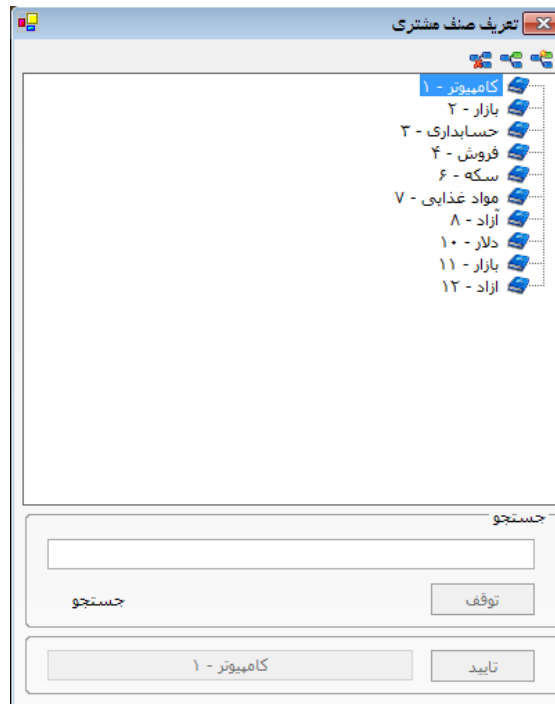 تعریف صنف مشتری
کامپیوتر - ۱
بازار - ۲
حسابداری - ۳
فروش - ۴
سکه - ۶
مواد غذایی - ۷
آزاد - ۸
دلار - ۱۰
بازار - ۱۱
ازاد - ۱۲
جستجو
توقف جستجو
تایید کامپیوتر - ۱